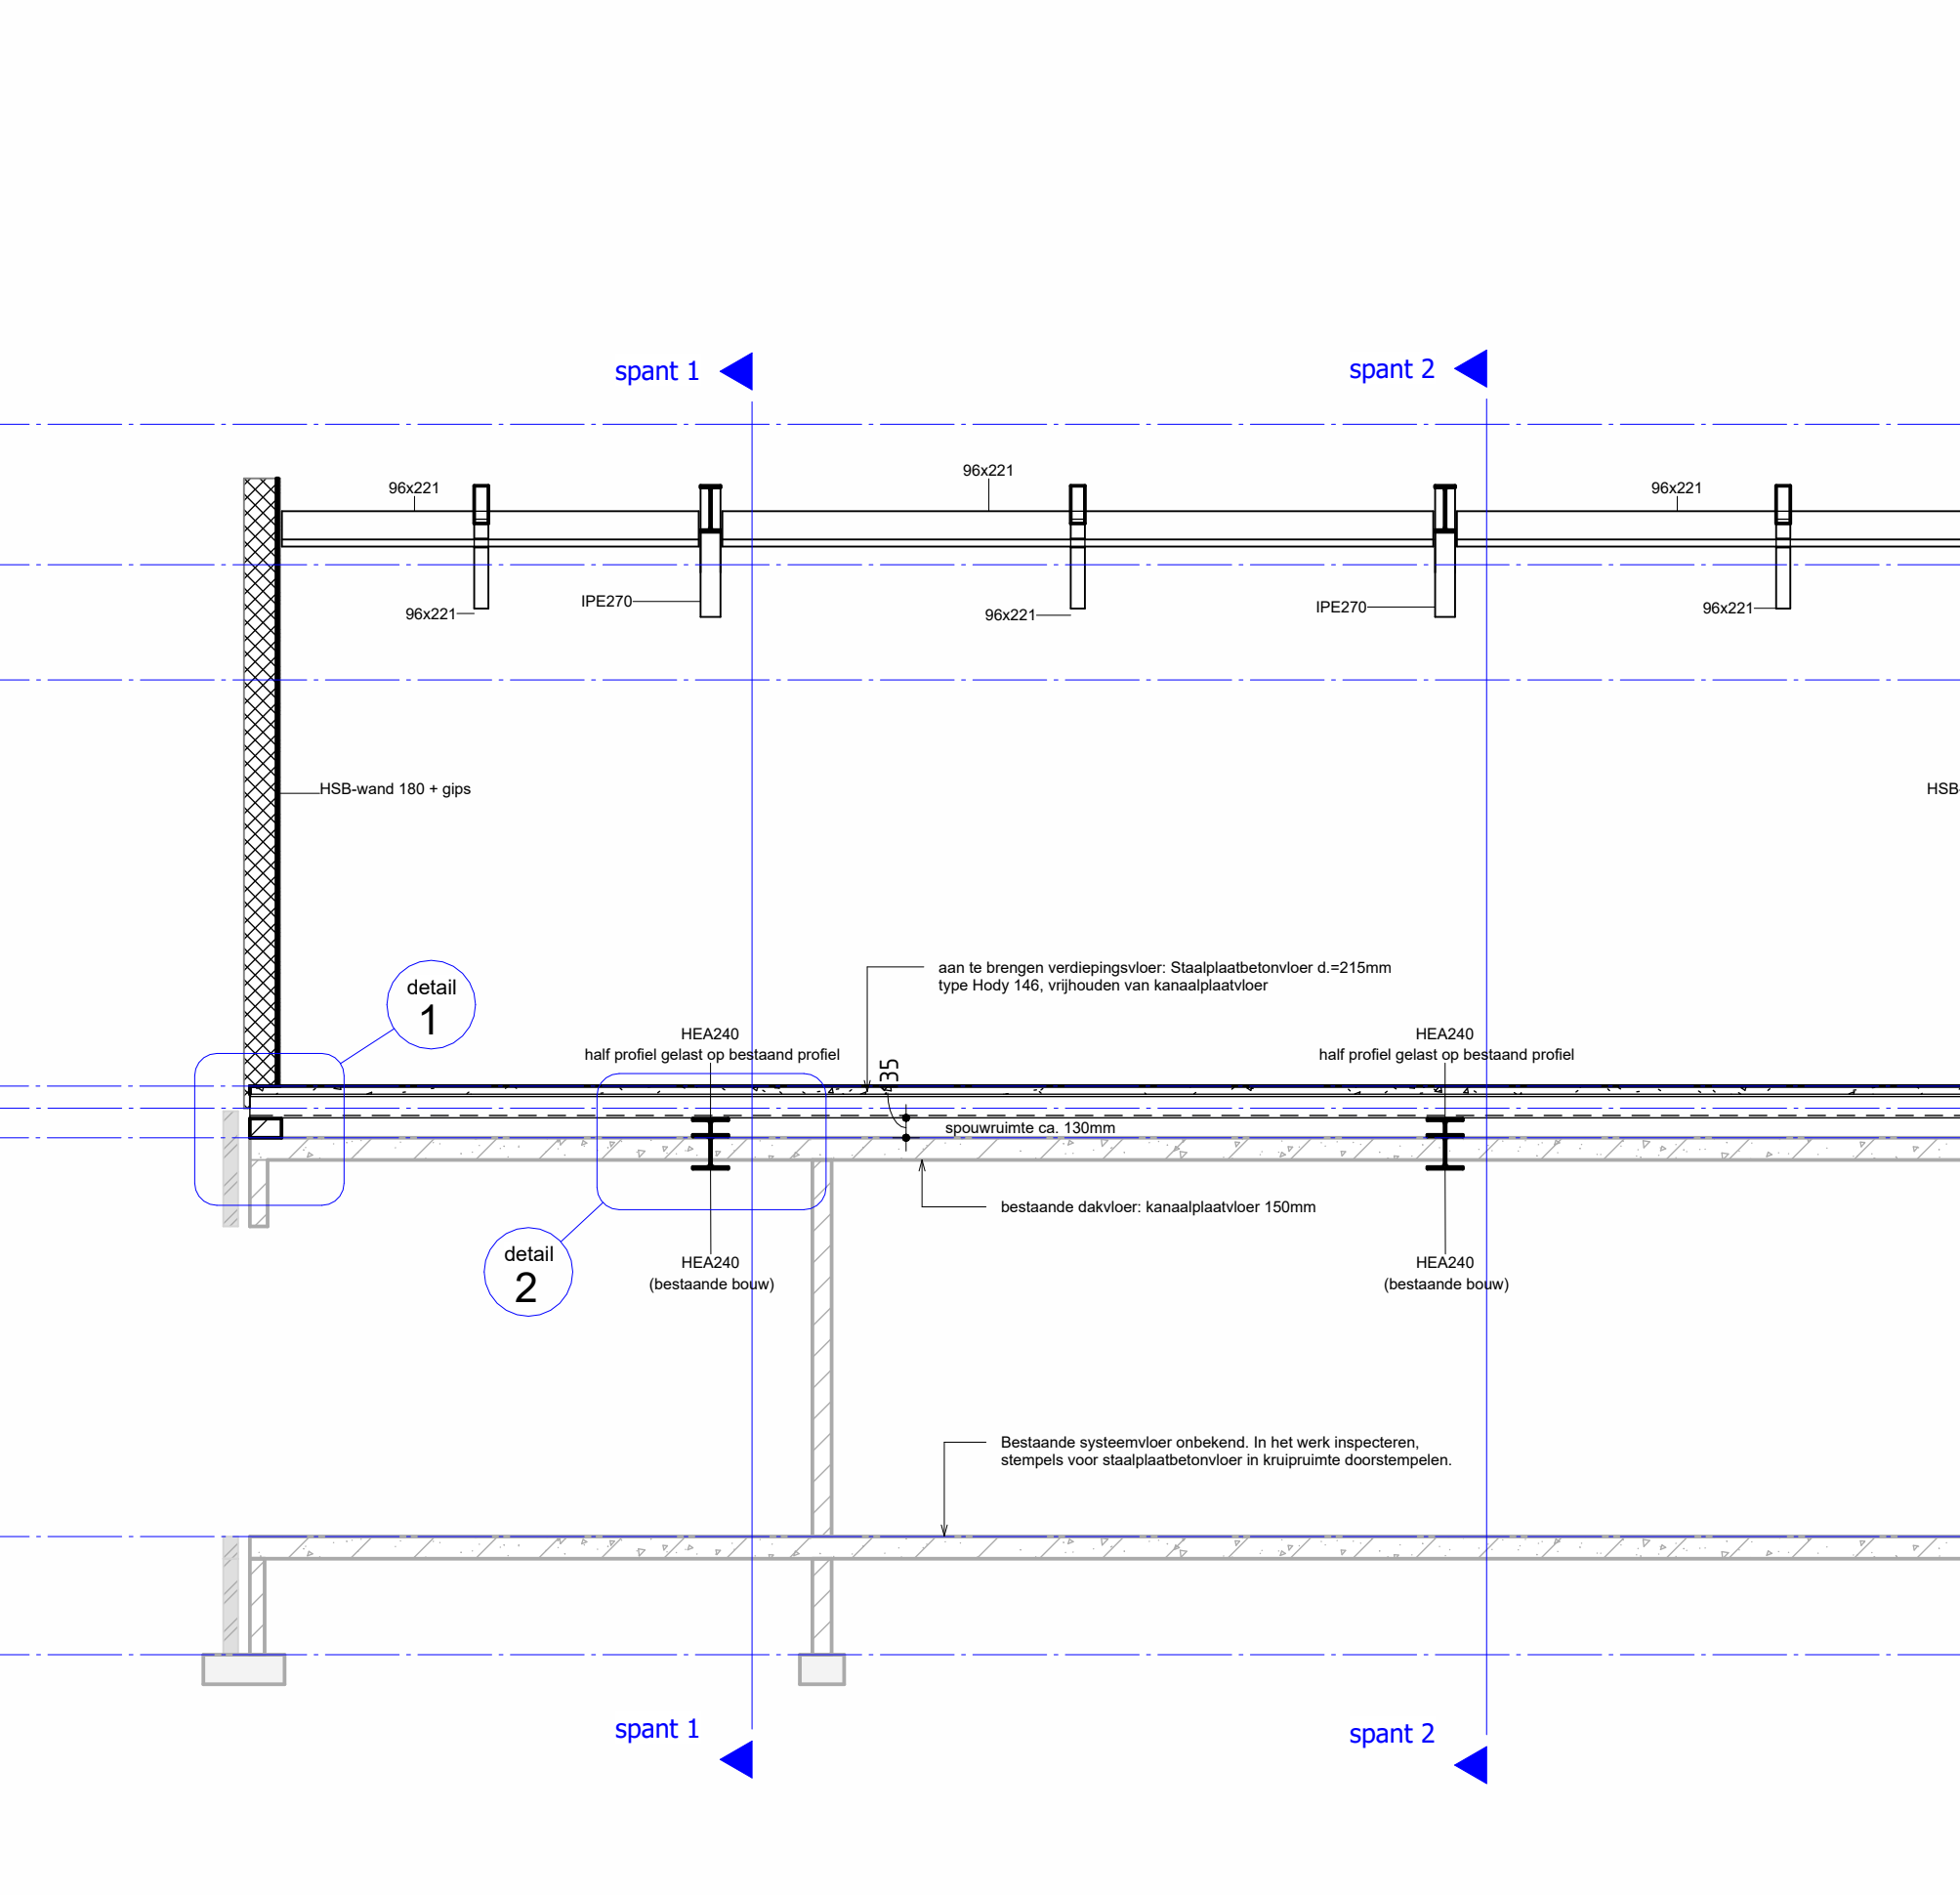 spant 1
spant 2
96x221
96x221
96x221
96x221
IPE270
96x221
IPE270
96x221
HSB-wand 180 + gips
HSB
detail
1
aan te brengen verdiepingsvloer: Staalplaatbetonvloer d.=215mm
type Hody 146, vrijhouden van kanaalplaatvloer
HEA240
half profiel gelast op bestaand profiel
HEA240
half profiel gelast op bestaand profiel
spouwruimte ca. 130mm
bestaande dakvloer: kanaalplaatvloer 150mm
detail
2
HEA240
(bestaande bouw)
HEA240
(bestaande bouw)
Bestaande systeemvloer onbekend. In het werk inspecteren,
stempels voor staalplaatbetonvloer in kruipruimte doorstempelen.
spant 1
spant 2